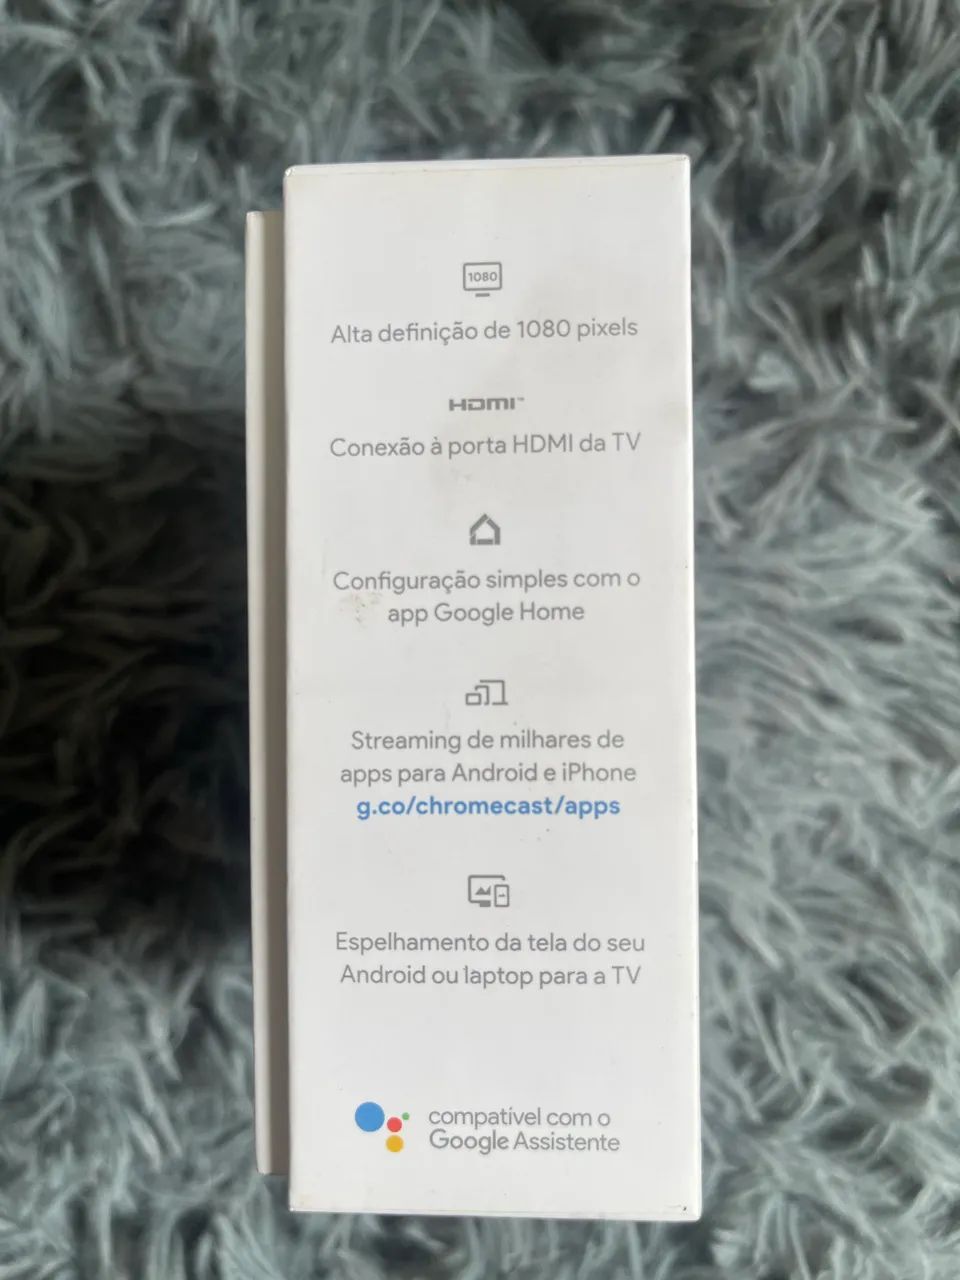 1080
Alta definição de 1080 pixels
HDMI™
Conexão à porta HDMI da TV
Configuração simples com o
app Google Home
Streaming de milhares de
apps para Android e iPhone
g.co/chromecast/apps
Espelhamento da tela do seu
Android ou laptop para a TV
compatível com o
Google Assistente